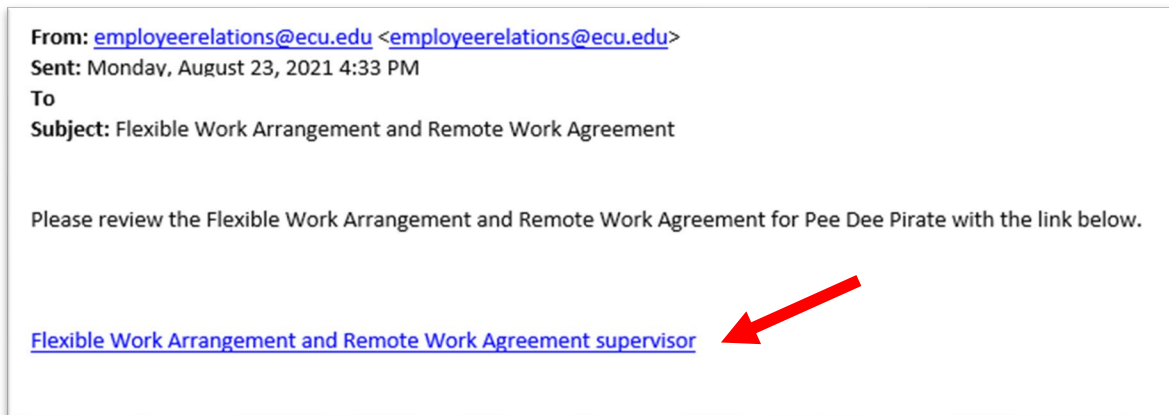 From: employeerelations@ecu.edu <employeerelations@ecu.edu>
Sent: Monday, August 23, 2021 4:33 PM
To
Subject: Flexible Work Arrangement and Remote Work Agreement
Please review the Flexible Work Arrangement and Remote Work Agreement for Pee Dee Pirate with the link below.
Flexible Work Arrangement and Remote Work Agreement supervisor